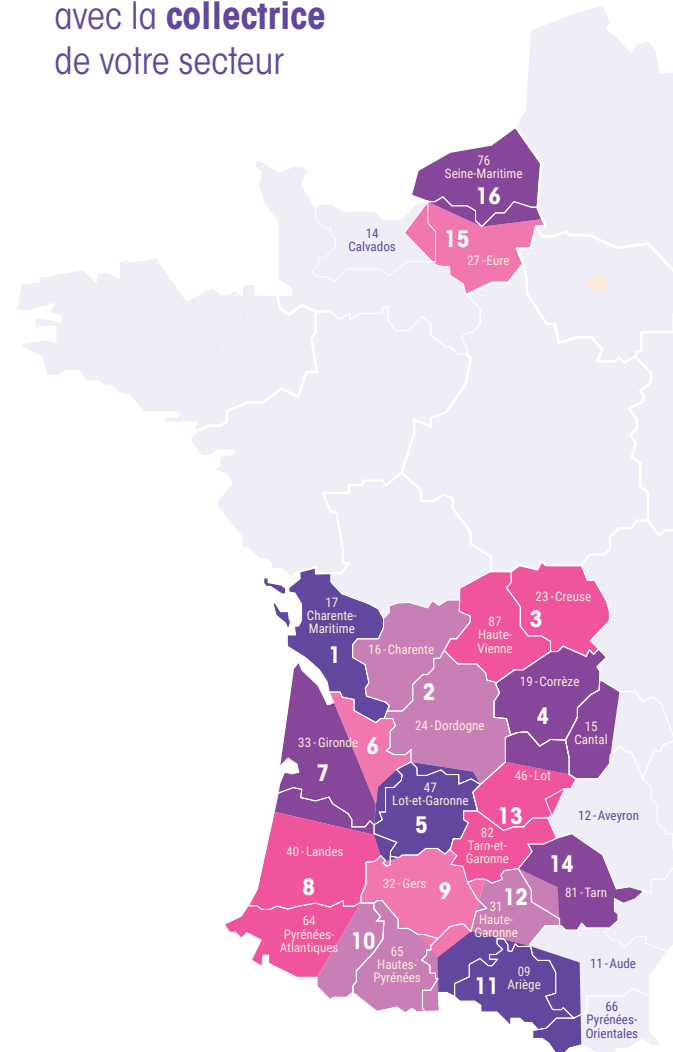 avec la collectrice
de votre secteur
76
Seine-Maritime
16
14
Calvados
15
27-Eure
17
Charente-
Maritime
1
16-Charente
87
Haute-
Vienne
23-Creuse
3
2
24-Dordogne
19-Corrèze
4
15
Cantal
33-Gironde
6
7
47
Lot-et-Garonne
5
46-Lot
13
12-Aveyron
82
Tarn-et-
Garonne
40-Landes
8
32-Gers
9
14
81-Tarn
12
31
Haute-
Garonne
64
Pyrénées-
Atlantiques
10
65
Hautes-
Pyrénées
11
09
Ariège
11-Aude
66
Pyrénées-
Orientales